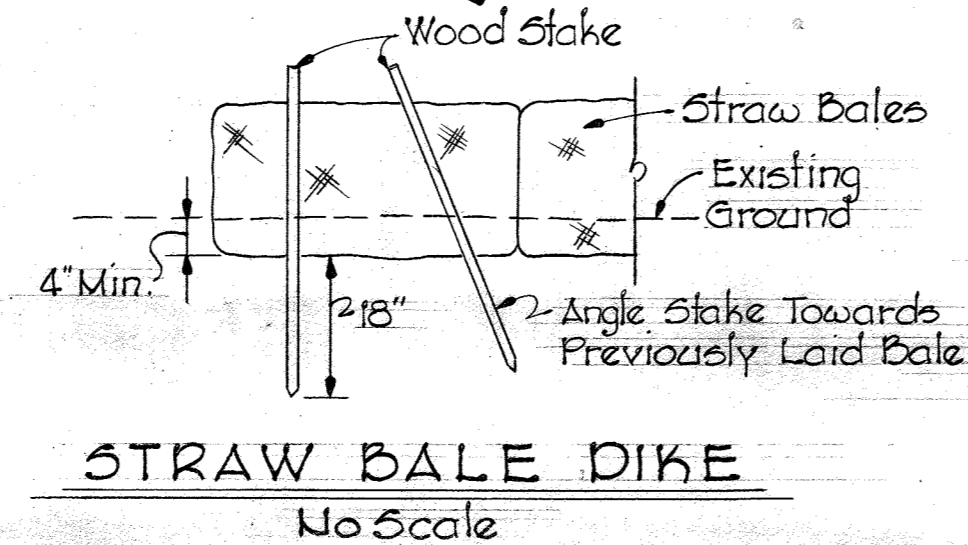 Wood Stake
Straw Bales
Existing
Ground
4" Min.
18"
Angle Stake Towards
Previously Laid Bale
STRAW BALE DIKE
No Scale